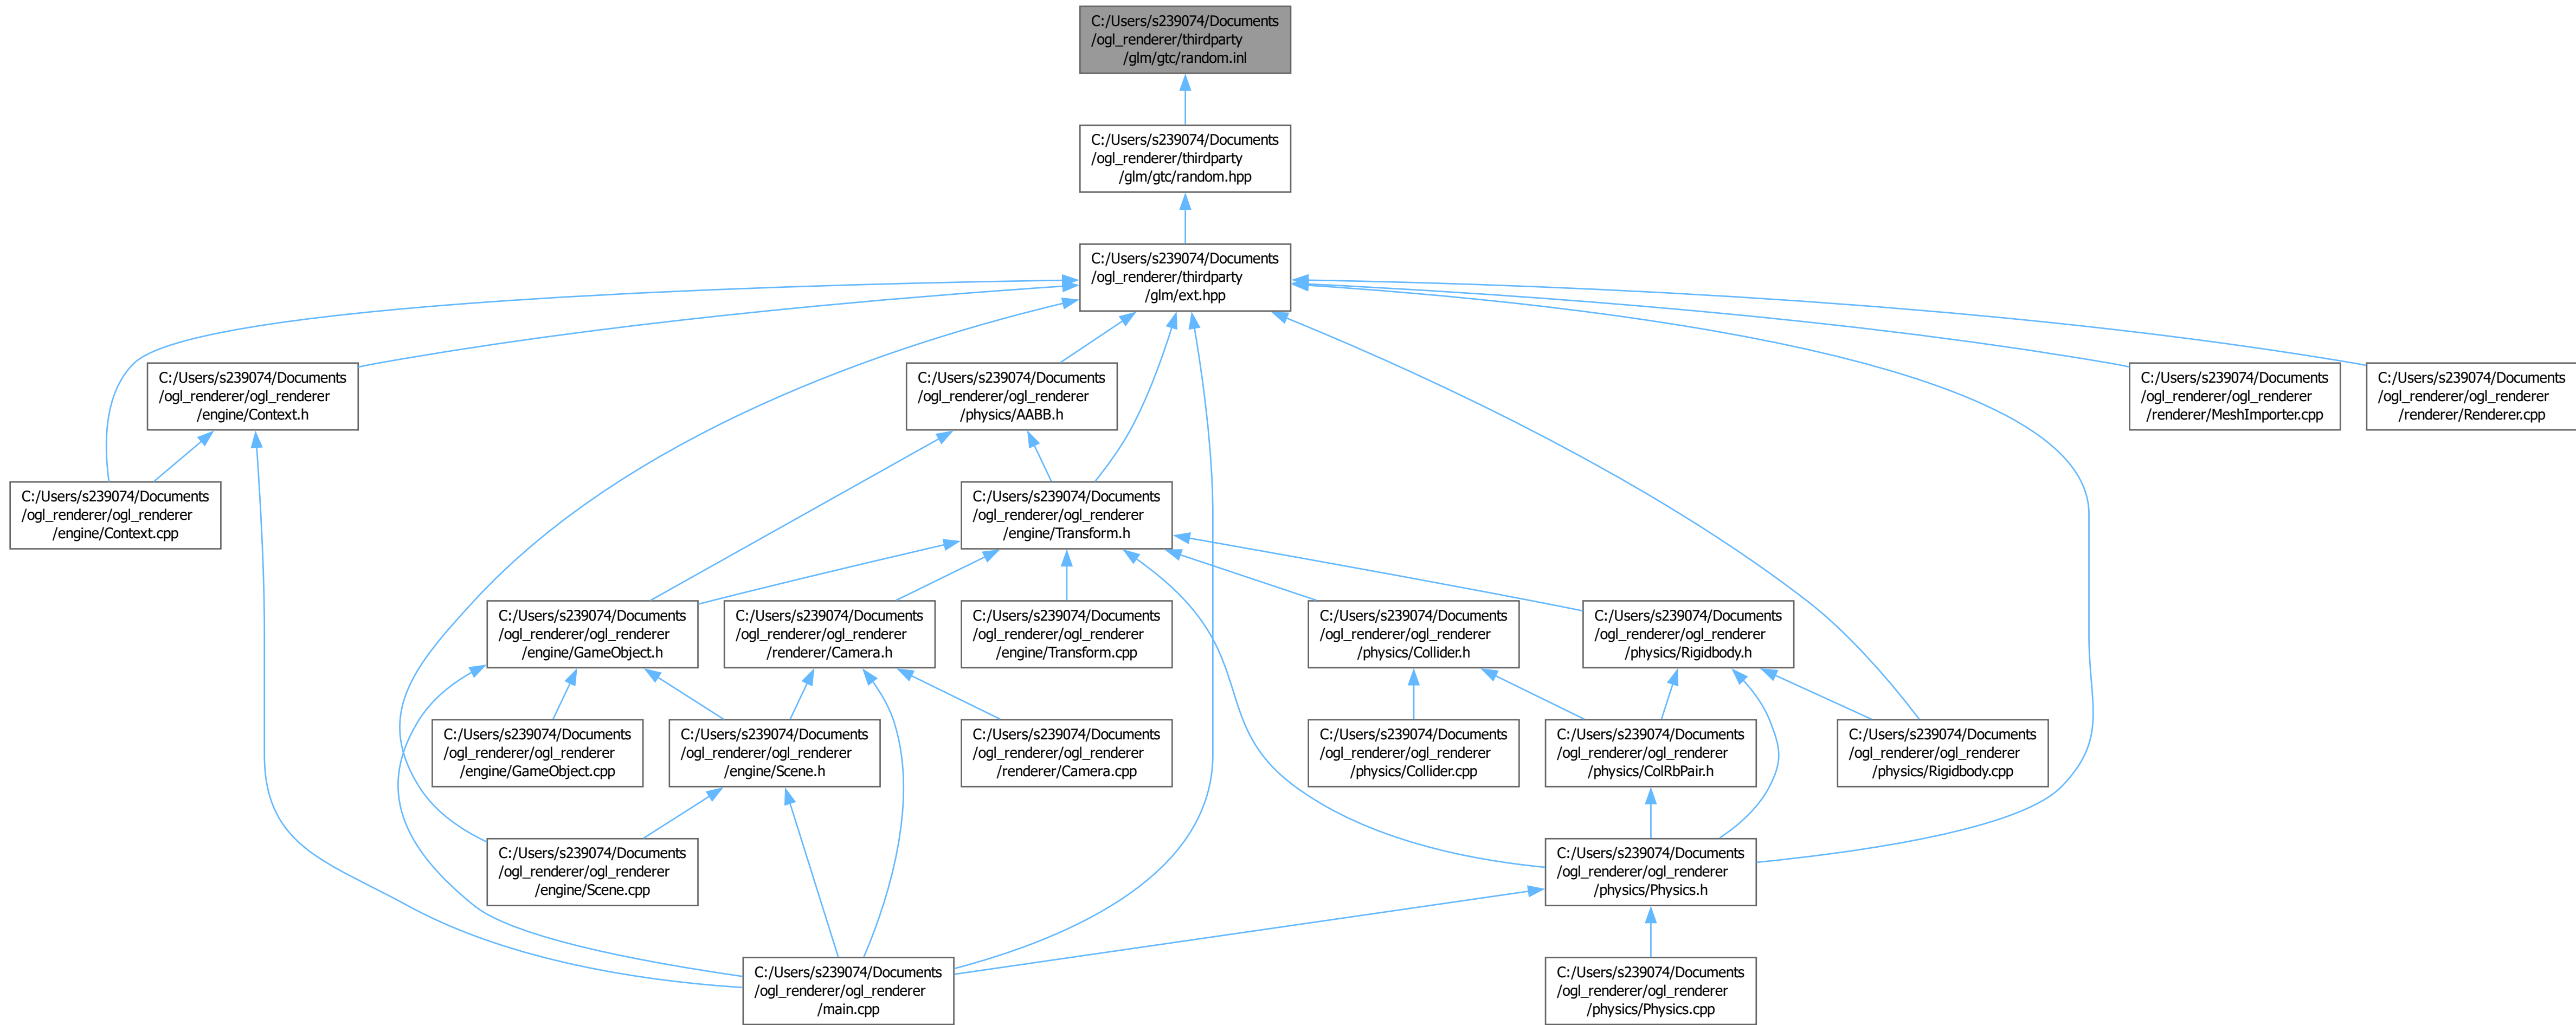 C:/Users/s239074/Documents
/ogl_renderer/thirdparty
/glm/gtc/random.inl
C:/Users/s239074/Documents
/ogl_renderer/thirdparty
/glm/gtc/random.hpp
C:/Users/s239074/Documents
/ogl_renderer/thirdparty
/glm/ext.hpp
C:/Users/s239074/Documents
/ogl_renderer/ogl_renderer
/engine/Context.h
C:/Users/s239074/Documents
/ogl_renderer/ogl_renderer
/physics/AABB.h
C:/Users/s239074/Documents
/ogl_renderer/ogl_renderer
/renderer/MeshImporter.cpp
C:/Users/s239074/Documents
/ogl_renderer/ogl_renderer
/renderer/Renderer.cpp
C:/Users/s239074/Documents
/ogl_renderer/ogl_renderer
/engine/Context.cpp
C:/Users/s239074/Documents
/ogl_renderer/ogl_renderer
/engine/Transform.h
C:/Users/s239074/Documents
/ogl_renderer/ogl_renderer
/engine/GameObject.h
C:/Users/s239074/Documents
/ogl_renderer/ogl_renderer
/renderer/Camera.h
C:/Users/s239074/Documents
/ogl_renderer/ogl_renderer
/engine/Transform.cpp
C:/Users/s239074/Documents
/ogl_renderer/ogl_renderer
/physics/Collider.h
C:/Users/s239074/Documents
/ogl_renderer/ogl_renderer
/physics/Rigidbody.h
C:/Users/s239074/Documents
/ogl_renderer/ogl_renderer
/engine/GameObject.cpp
C:/Users/s239074/Documents
/ogl_renderer/ogl_renderer
/engine/Scene.h
C:/Users/s239074/Documents
/ogl_renderer/ogl_renderer
/renderer/Camera.cpp
C:/Users/s239074/Documents
/ogl_renderer/ogl_renderer
/physics/Collider.cpp
C:/Users/s239074/Documents
/ogl_renderer/ogl_renderer
/physics/ColRbPair.h
C:/Users/s239074/Documents
/ogl_renderer/ogl_renderer
/physics/Rigidbody.cpp
C:/Users/s239074/Documents
/ogl_renderer/ogl_renderer
/engine/Scene.cpp
C:/Users/s239074/Documents
/ogl_renderer/ogl_renderer
/physics/Physics.h
C:/Users/s239074/Documents
/ogl_renderer/ogl_renderer
/main.cpp
C:/Users/s239074/Documents
/ogl_renderer/ogl_renderer
/physics/Physics.cpp